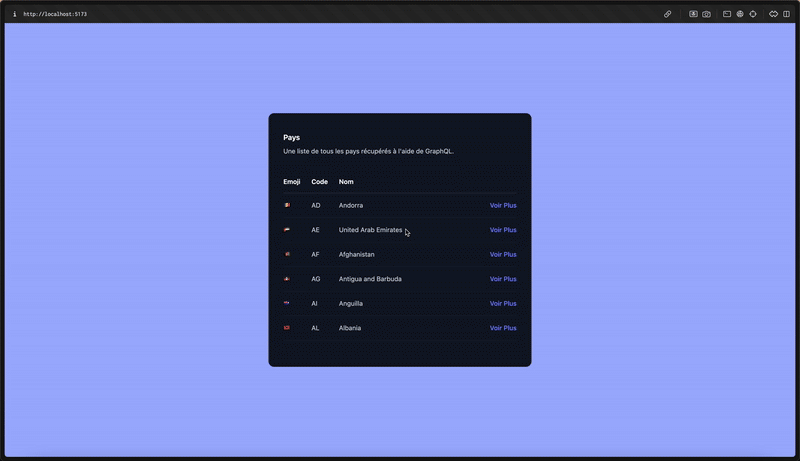 http://localhost:5173
Pays
Une liste de tous les pays récupérés à l'aide de GraphQL.
Emoji Code Nom
AD Andorra Voir Plus
AE United Arab Emirates Voir Plus
AF Afghanistan Voir Plus
AG Antigua and Barbuda Voir Plus
AI Anguilla Voir Plus
AL Albania Voir Plus